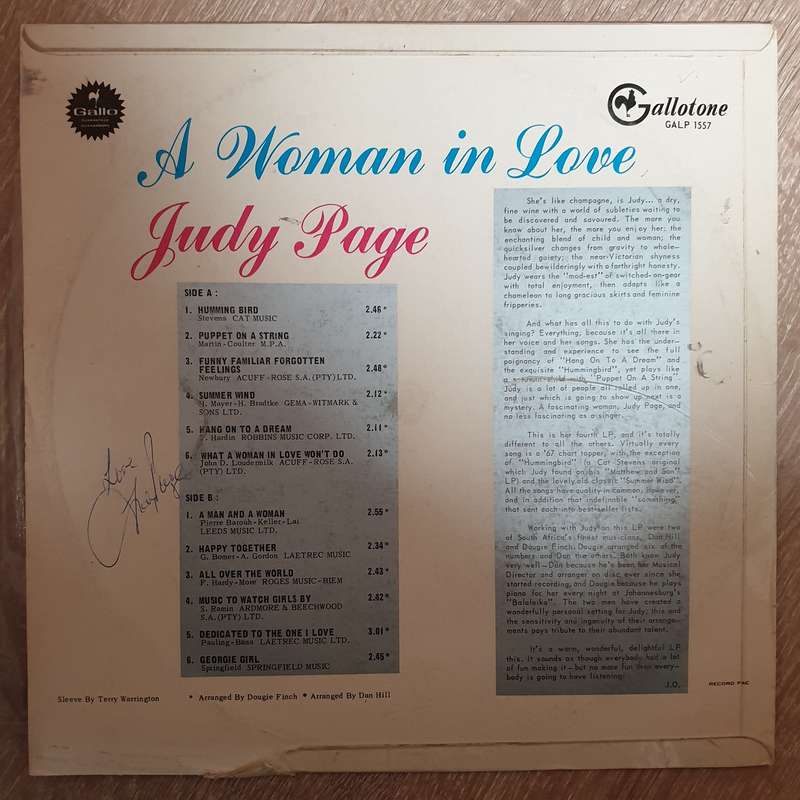 Gallo
Gallotone
GALP 1557
A Woman in Love
Judy Page
SIDE A :
1. HUMMING BIRD 2.46*
Stevens CAT MUSIC
2. PUPPET ON A STRING 2.22*
Martin-Coulter M.P.A.
3. FUNNY FAMILIAR FORGOTTEN
FEELINGS 2.48*
Newbury ACUFF-ROSE S.A.(PTY)LTD.
4. SUMMER WIND 2.12*
H. Mayer-H. Bradtke GEMA-WITMARK &
SONS LTD.
5. HANG ON TO A DREAM 2.11*
T. Hardin ROBBINS MUSIC CORP. LTD.
6. WHAT A WOMAN IN LOVE WON'T DO 2.13*
John D. Loudermilk ACUFF-ROSE S.A.
(PTY) LTD.
SIDE B :
1. A MAN AND A WOMAN 2.55*
Pierre Barouh-Keller-Lai
LEEDS MUSIC LTD.
2. HAPPY TOGETHER 2.34*
G. Boner-A. Gordon LAETREC MUSIC
3. ALL OVER THE WORLD 2.43*
F. Hardy-More ROGES MUSIC-BIEM
4. MUSIC TO WATCH GIRLS BY 2.62*
S. Ramin ARDMORE & BEECHWOOD
S.A.(PTY) LTD.
5. DEDICATED TO THE ONE I LOVE 3.01*
Pauling-Bass LAETREC MUSIC LTD.
6. GEORGIE GIRL 2.45*
Springfield SPRINGFIELD MUSIC
Love
Judy Page
She's like champagne, is Judy... a dry,
fine wine with a world of subleties waiting to
be discovered and savoured. The more you
know about her, the more you enjoy her; the
enchanting blend of child and woman; the
quicksilver changes from gravity to whole-
hearted gaiety; the near-Victorian shyness
coupled bewilderingly with a forthright honesty.
Judy wears the "mod-est" of switched-on-gear
with total enjoyment, then adapts like a
chameleon to long gracious skirts and feminine
fripperies.
And what has all this to do with Judy's
singing? Everything, because it's all there in
her voice and her songs. She has the under-
standing and experience to see the full
poignancy of "Hang On To A Dream" and
the exquisite "Hummingbird", yet plays like
a woman-child with "Puppet On A String".
Judy is a lot of people all rolled up in one,
and just which is going to show up next is a
mystery. A fascinating woman, Judy Page, and
no less fascinating as a singer.
This is her fourth LP, and it's totally
different to all the others. Virtually every
song is a '67 chart topper, with the exception
of "Hummingbird" (a Cat Stevens original
which Judy found on his "Matthew and Son"
LP) and the lovely old classic "Summer Wind".
All the songs have quality in common, however,
and in addition that indefinable "something,"
that sent each into best-seller lists.
Working with Judy on this LP were two
of South Africa's finest musicians, Dan Hill
and Dougie Finch. Dougie arranged six of the
numbers and Dan the others. Both know Judy
very well - Dan because he's been her Musical
Director and arranger on disc ever since she
started recording, and Dougie because he plays
piano for her every night at Johannesburg's
"Balalaika". The two men have created a
wonderfully personal setting for Judy; this and
the sensitivity and ingenuity of their arrange-
ments pays tribute to their abundant talent.
It's a warm, wonderful, delightful LP
this. It sounds as though everybody had a lot
of fun making it - but no more fun than every-
body is going to have listening.
J.O.
RECORD PAC
Sleeve By Terry Warrington * Arranged By Dougie Finch * Arranged By Dan Hill